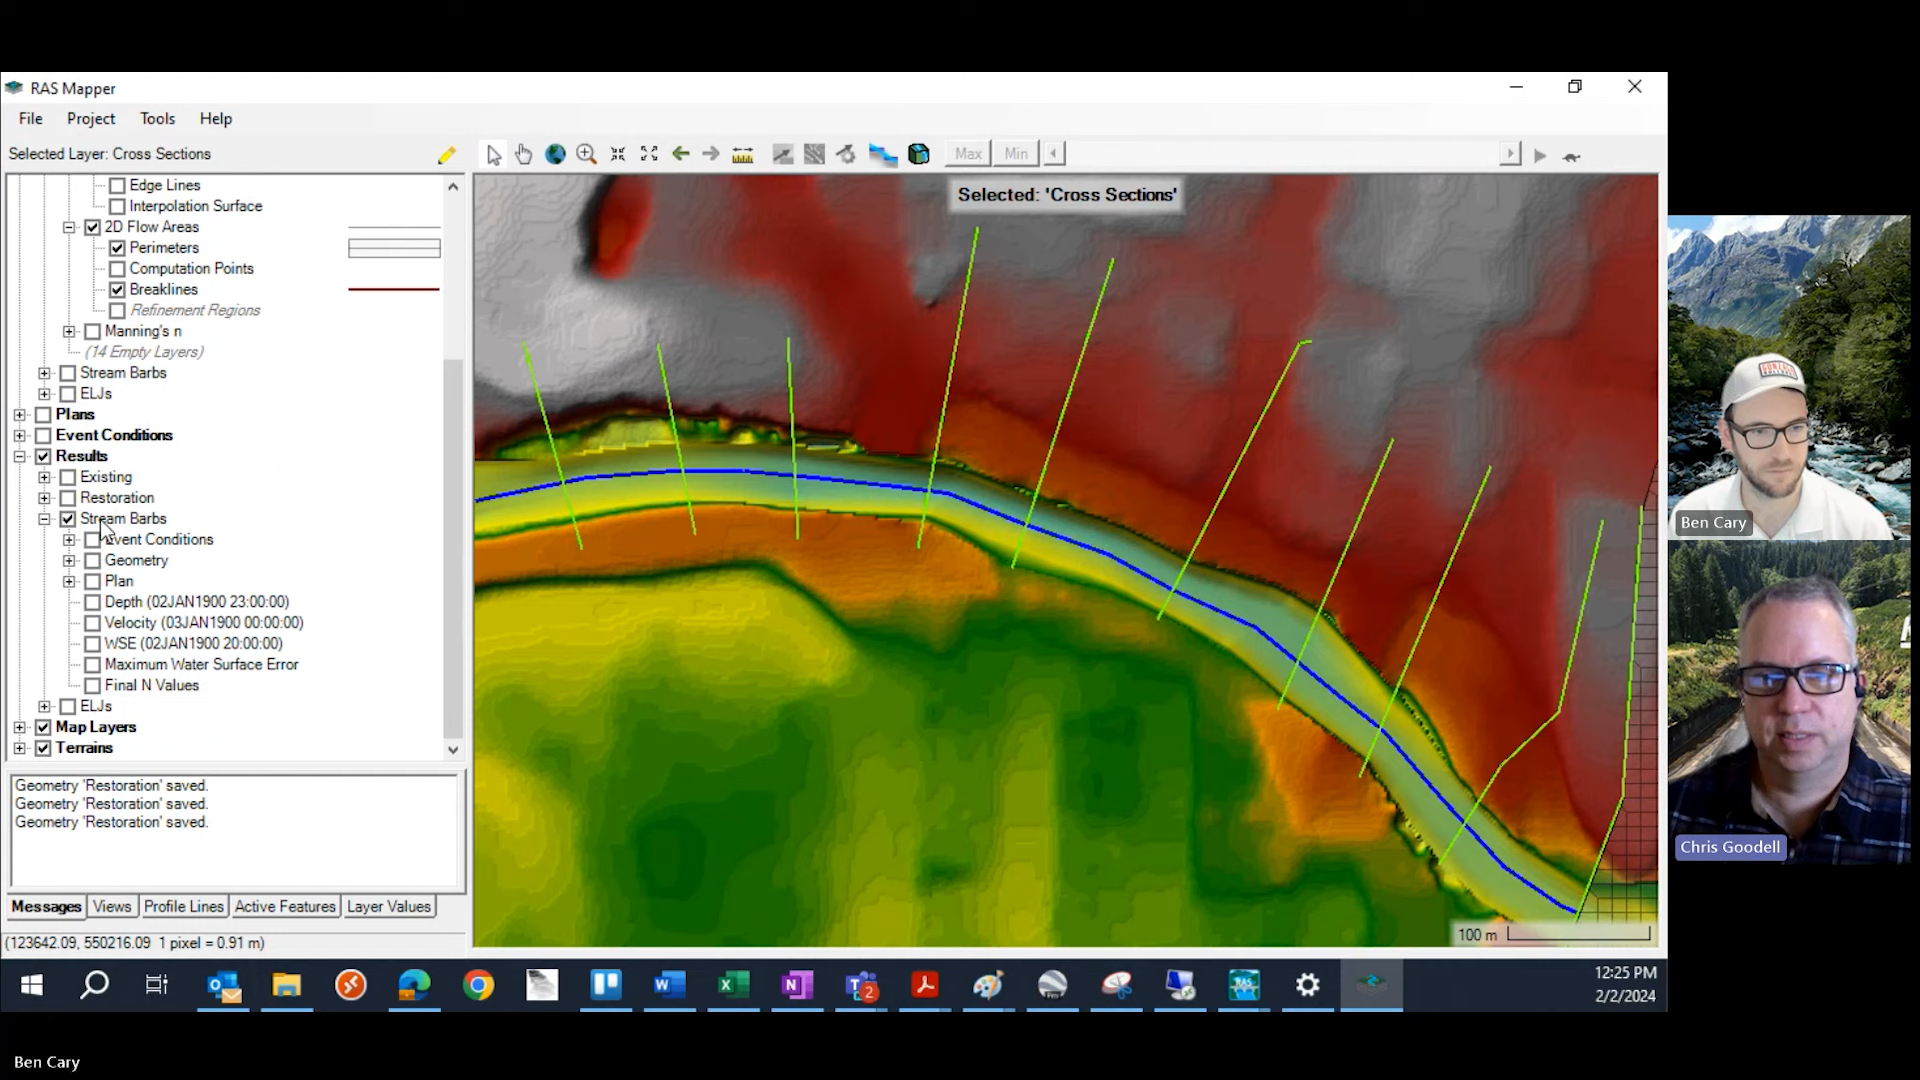 RAS Mapper
File Project Tools Help
Selected Layer: Cross Sections
Max Min
Edge Lines
Interpolation Surface
2D Flow Areas
Perimeters
Computation Points
Breaklines
Refinement Regions
Manning's n
(14 Empty Layers)
Stream Barbs
ELJs
Plans
Event Conditions
Results
Existing
Restoration
Stream Barbs
Event Conditions
Geometry
Plan
Depth (02JAN1900 23:00:00)
Velocity (03JAN1900 00:00:00)
WSE (02JAN1900 20:00:00)
Maximum Water Surface Error
Final N Values
ELJs
Map Layers
Terrains
Geometry 'Restoration' saved.
Geometry 'Restoration' saved.
Geometry 'Restoration' saved.
Messages Views Profile Lines Active Features Layer Values
(123642.09, 550216.09 1 pixel = 0.91 m)
Selected: 'Cross Sections'
100 m
Ben Cary
Chris Goodell
2
RAS
12:25 PM
2/2/2024
Ben Cary